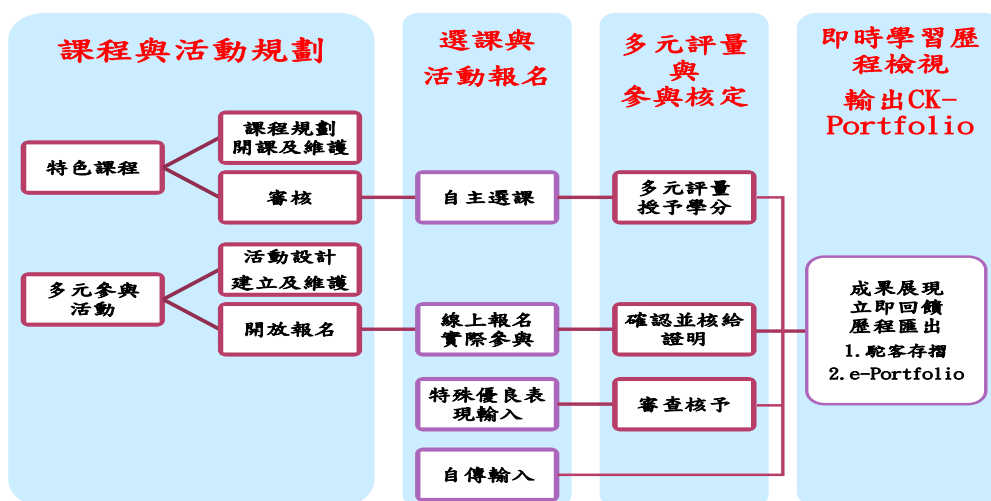 課程與活動規劃
選課與
活動報名
多元評量
與
參與核定
即時學習歷
程檢視
輸出CK-
Portfolio
特色課程
課程規劃
開課及維護
審核
自主選課
多元評量
授予學分
多元參與
活動
活動設計
建立及維護
開放報名
線上報名
實際參與
確認並核給
證明
特殊優良表
現輸入
審查核予
自傳輸入
成果展現
立即回饋
歷程匯出
1.駝客存摺
2.e-Portfolio